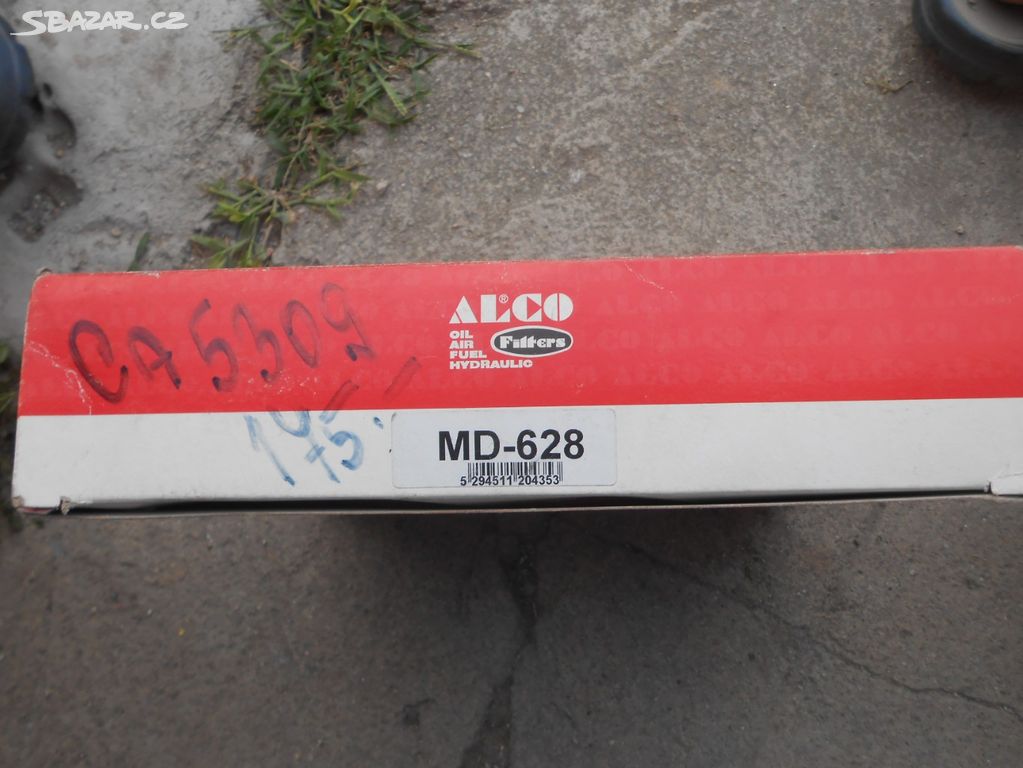 SBAZAR.CZ
CA5309
ALCO®
OIL
AIR
FUEL
HYDRAULIC
Filters
MD-628
5 294511 204353